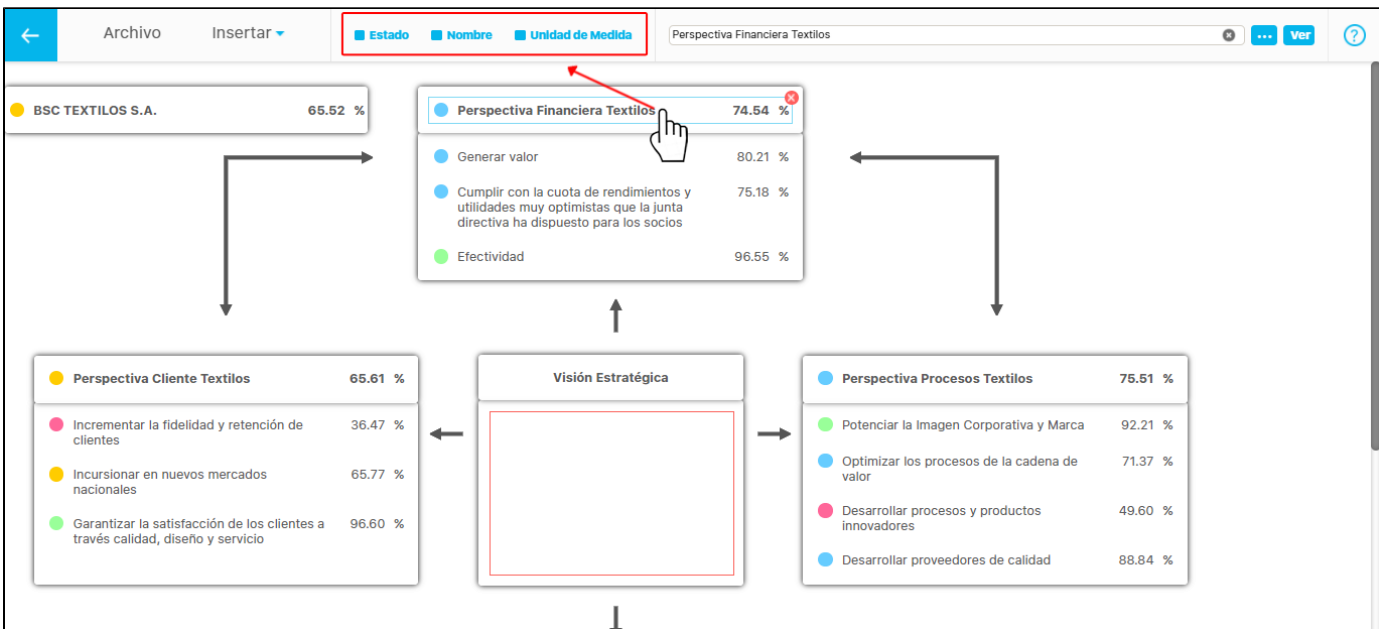 Archivo
Insertar
Estado
Nombre
Unidad de Medida
Perspectiva Financiera Textilos
...
Ver
?
BSC TEXTILOS S.A. 65.52 %
Perspectiva Financiera Textilos 74.54 %
Generar valor 80.21 %
Cumplir con la cuota de rendimientos y 75.18 %
utilidades muy optimistas que la junta
directiva ha dispuesto para los socios
Efectividad 96.55 %
Perspectiva Cliente Textilos 65.61 %
Incrementar la fidelidad y retención de 36.47 %
clientes
Incursionar en nuevos mercados 65.77 %
nacionales
Garantizar la satisfacción de los clientes a 96.60 %
través calidad, diseño y servicio
Visión Estratégica
Perspectiva Procesos Textilos 75.51 %
Potenciar la Imagen Corporativa y Marca 92.21 %
Optimizar los procesos de la cadena de 71.37 %
valor
Desarrollar procesos y productos 49.60 %
innovadores
Desarrollar proveedores de calidad 88.84 %